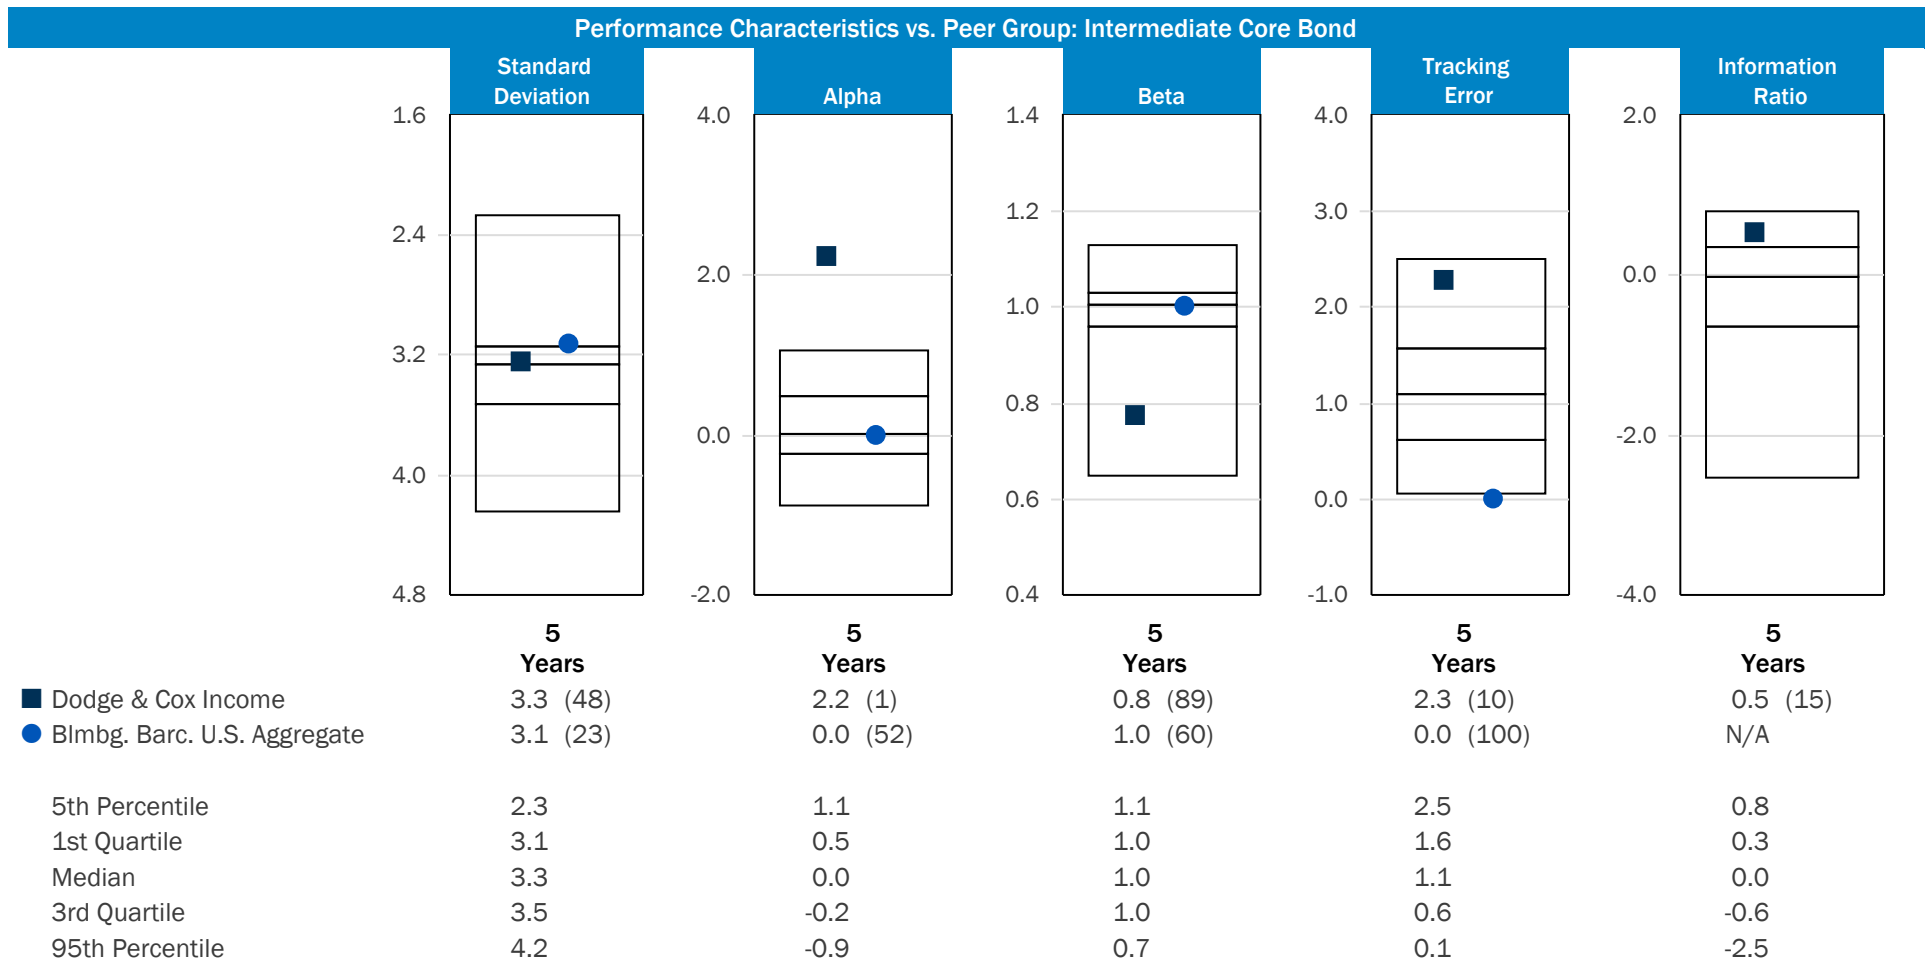 Performance Characteristics vs. Peer Group: Intermediate Core Bond
Standard Deviation
Alpha
Beta
Tracking Error
Information Ratio
1.6
2.4
3.2
4.0
4.8
4.0
2.0
0.0
-2.0
1.4
1.2
1.0
0.8
0.6
0.4
4.0
3.0
2.0
1.0
0.0
-1.0
2.0
0.0
-2.0
-4.0
5 Years 5 Years 5 Years 5 Years 5 Years
Dodge & Cox Income 3.3 (48) 2.2 (1) 0.8 (89) 2.3 (10) 0.5 (15)
Blmbg. Barc. U.S. Aggregate 3.1 (23) 0.0 (52) 1.0 (60) 0.0 (100) N/A
5th Percentile 2.3 1.1 1.1 2.5 0.8
1st Quartile 3.1 0.5 1.0 1.6 0.3
Median 3.3 0.0 1.0 1.1 0.0
3rd Quartile 3.5 -0.2 1.0 0.6 -0.6
95th Percentile 4.2 -0.9 0.7 0.1 -2.5